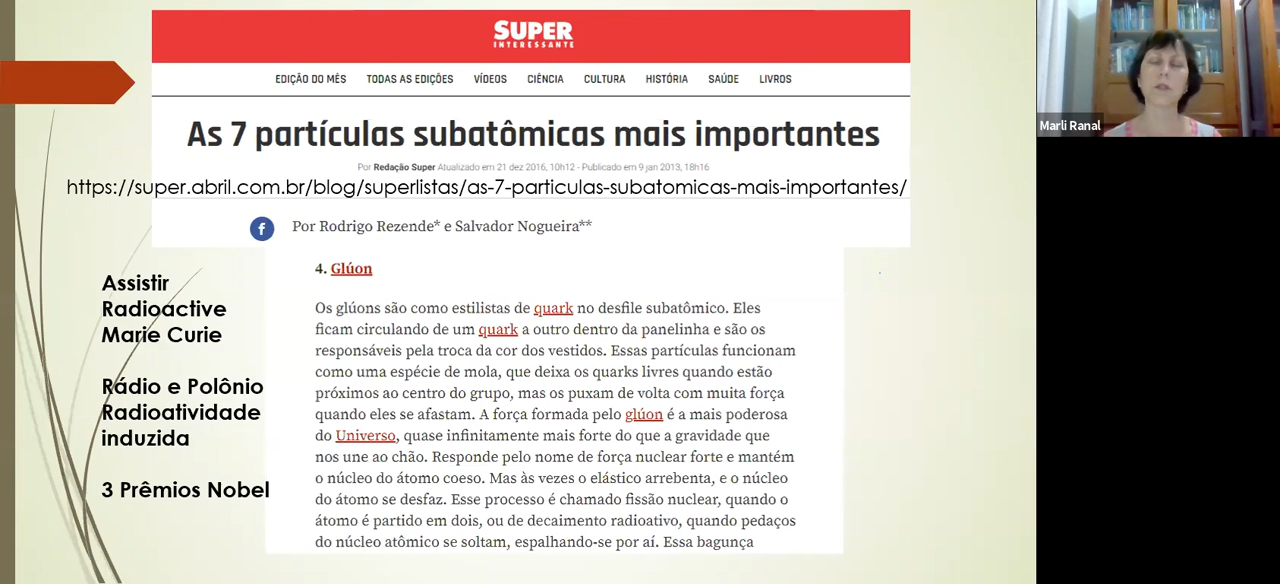 SUPER
INTERESSANTE
EDIÇÃO DO MÊS TODAS AS EDIÇÕES VÍDEOS CIÊNCIA CULTURA HISTÓRIA SAÚDE LIVROS
As 7 partículas subatômicas mais importantes
Por Redação Super Atualizado em 21 dez 2016, 10h12 - Publicado em 9 jan 2013, 18h16
https://super.abril.com.br/blog/superlistas/as-7-particulas-subatomicas-mais-importantes/
f
Por Rodrigo Rezende* e Salvador Nogueira**
4. Glúon
Os glúons são como estilistas de quark no desfile subatômico. Eles
ficam circulando de um quark a outro dentro da panelinha e são os
responsáveis pela troca da cor dos vestidos. Essas partículas funcionam
como uma espécie de mola, que deixa os quarks livres quando estão
próximos ao centro do grupo, mas os puxam de volta com muita força
quando eles se afastam. A força formada pelo glúon é a mais poderosa
do Universo, quase infinitamente mais forte do que a gravidade que
nos une ao chão. Responde pelo nome de força nuclear forte e mantém
o núcleo do átomo coeso. Mas às vezes o elástico arrebenta, e o núcleo
do átomo se desfaz. Esse processo é chamado fissão nuclear, quando o
átomo é partido em dois, ou de decaimento radioativo, quando pedaços
do núcleo atômico se soltam, espalhando-se por aí. Essa bagunça
Assistir
Radioactive
Marie Curie
Rádio e Polônio
Radioatividade
induzida
3 Prêmios Nobel
Marli Ranal